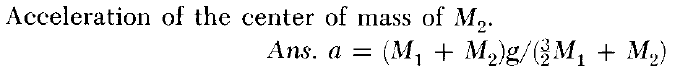 Acceleration of the center of mass of M₂.
Ans. a = (M₁ + M₂)g/(3/2M₁ + M₂)